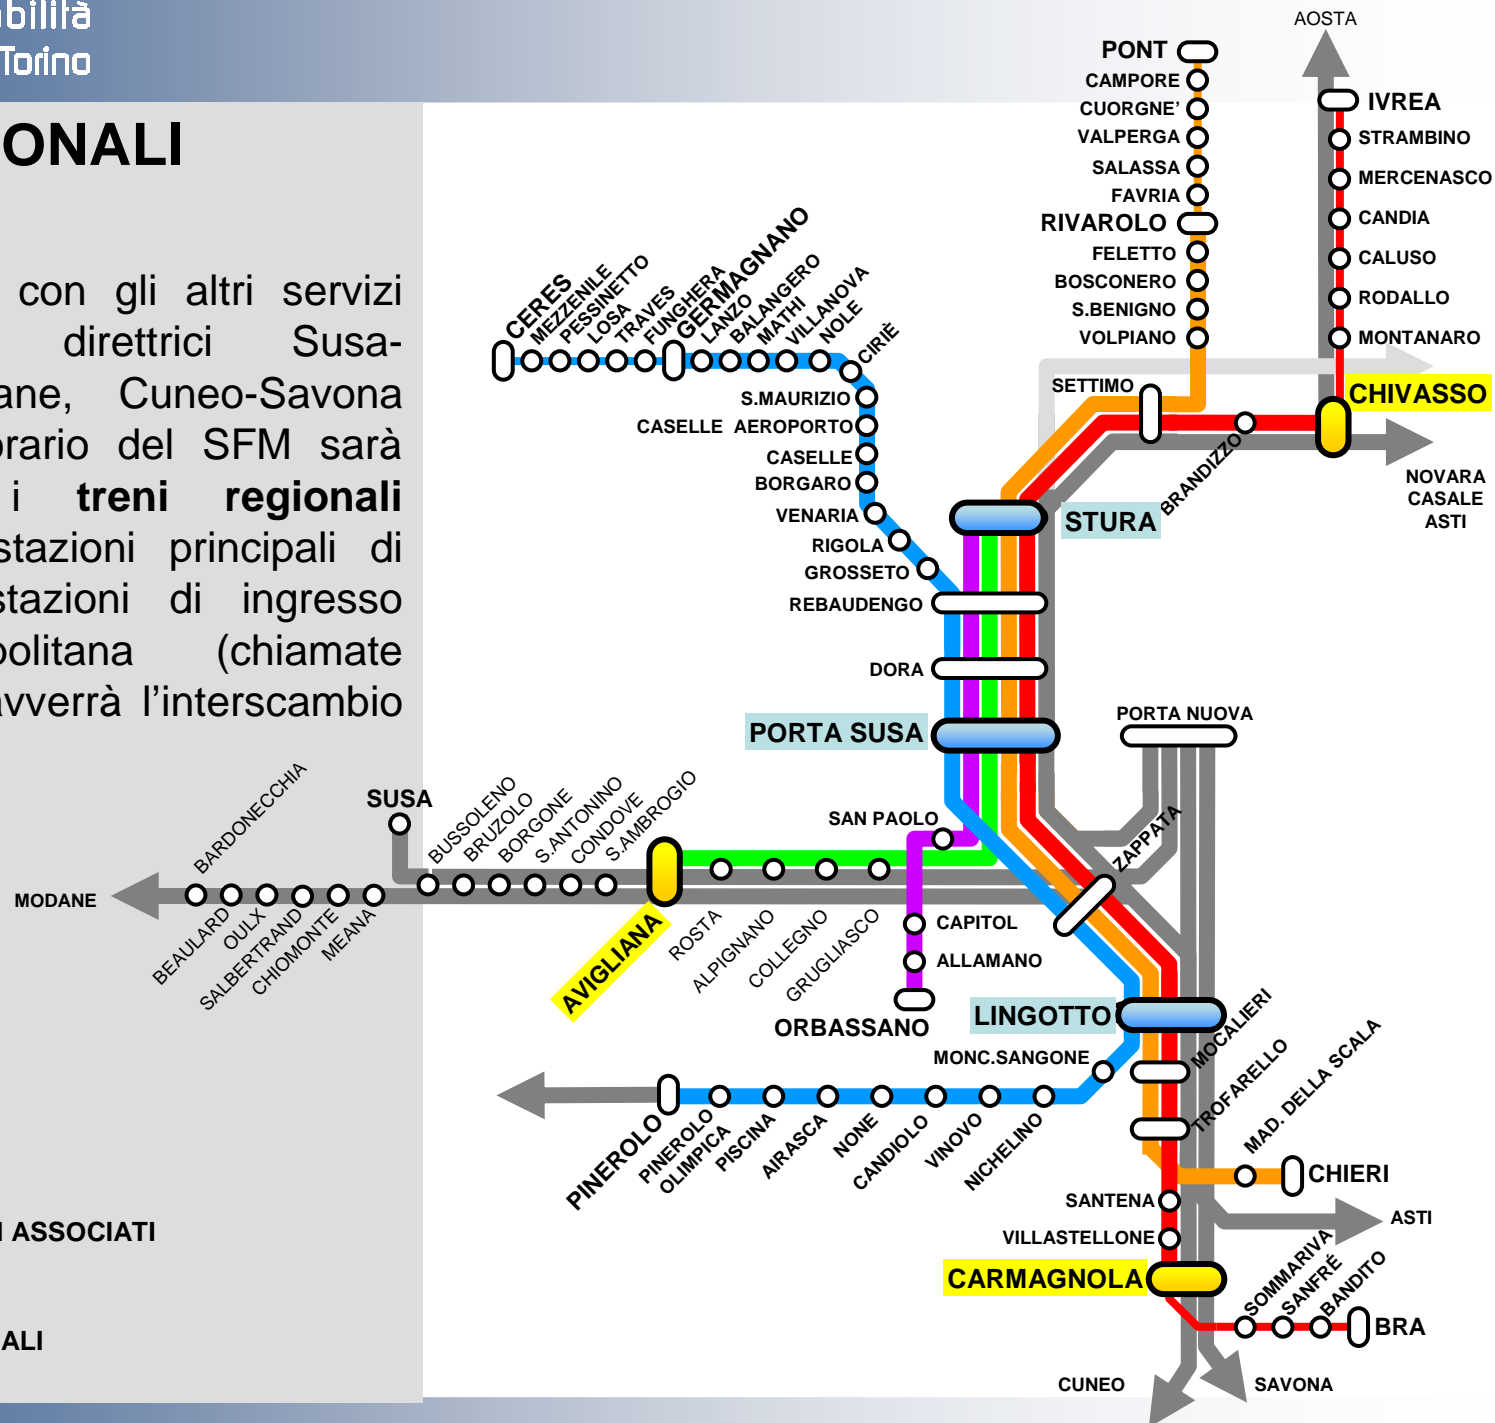 obilità
Torino
ONALI
con gli altri servizi
direttrici Susa-
ane, Cuneo-Savona
orario del SFM sarà
i treni regionali
stazioni principali di
stazioni di ingresso
politana (chiamate
avverrà l'interscambio
I ASSOCIATI
ALI
AOSTA
PONT
CAMPORE
CUORGNE'
VALPERGA
SALASSA
FAVRIA
RIVAROLO
FELETTO
BOSCONERO
S.BENIGNO
VOLPIANO
IVREA
STRAMBINO
MERCENASCO
CANDIA
CALUSO
RODALLO
MONTANARO
CHIVASSO
SETTIMO
BRANDIZZO
NOVARA
CASALE
ASTI
CERES
MEZZENILE
PESSINETTO
LOSA
TRAVES
FUNGHERA
GERMAGNANO
LANZO
BALANGERO
MATHI
VILLANOVA
NOLE
CIRIÈ
S.MAURIZIO
CASELLE AEROPORTO
CASELLE
BORGARO
VENARIA
RIGOLA
GROSSETO
REBAUDENGO
STURA
DORA
PORTA SUSA
PORTA NUOVA
SAN PAOLO
ZAPPATA
CAPITOL
ALLAMANO
ORBASSANO
MODANE
BARDONECCHIA
BEAULARD
OULX
SALBERTRAND
CHIOMONTE
MEANA
SUSA
BUSSOLENO
BRUZOLO
BORGONE
S.ANTONINO
CONDOVE
S.AMBROGIO
AVIGLIANA
ROSTA
ALPIGNANO
COLLEGNO
GRUGLIASCO
LINGOTTO
MONC.SANGONE
PINEROLO
PINEROLO
OLIMPICA
PISCINA
AIRASCA
NONE
CANDIOLO
VINOVO
NICHELINO
MOCALIERI
TROFARELLO
MAD. DELLA SCALA
CHIERI
ASTI
SANTENA
VILLASTELLONE
CARMAGNOLA
SOMMARIVA
SANFRÉ
BANDITO
BRA
CUNEO
SAVONA